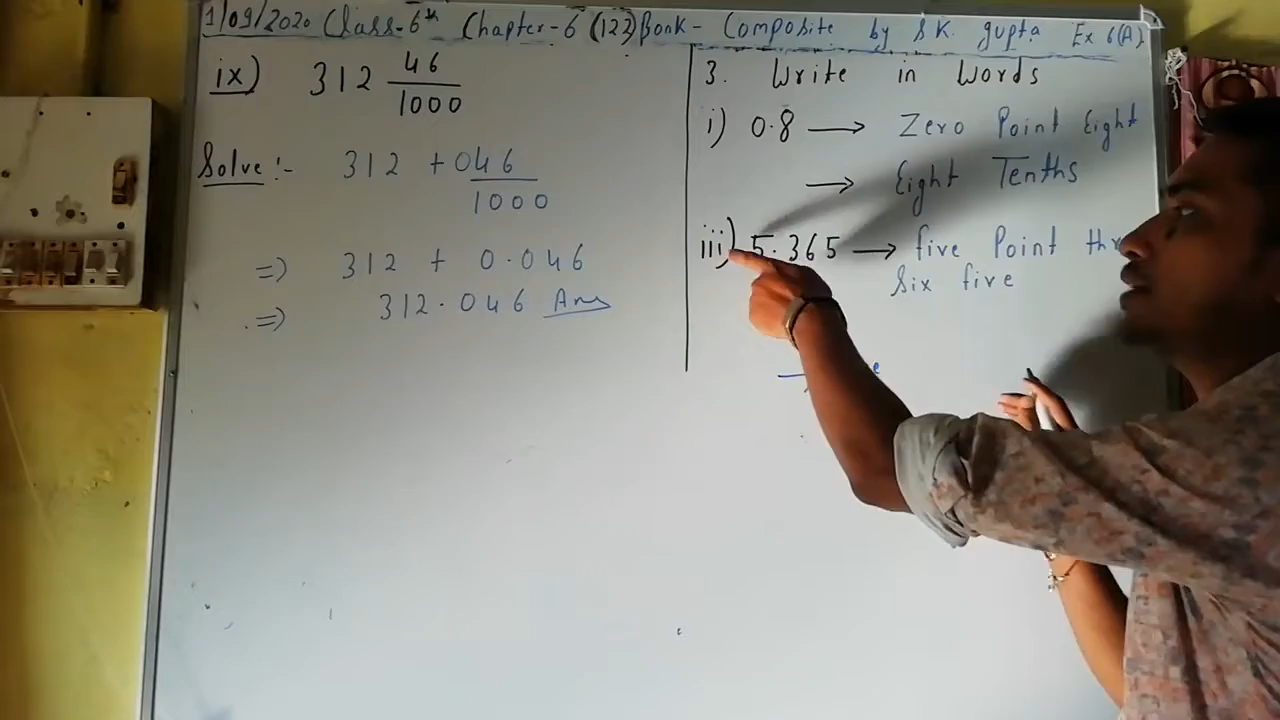 1/09/2020 Class-6th Chapter-6 (123) Book- Composite by S.K. gupta Ex 6(A)
ix) 312 46/1000
Solve:- 312 + 046/1000
=> 312 + 0.046
=> 312.046 Ans
3. Write in Words
i) 0.8 → Zero Point Eight
→ Eight Tenths
iii) 5.365 → five Point thr
Six five